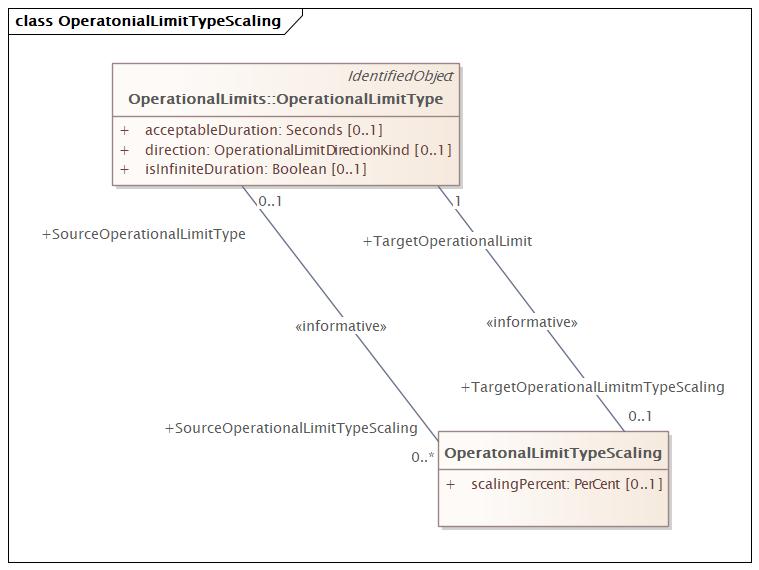 class OperatonialLimitTypeScaling
IdentifiedObject
OperationalLimits::OperationalLimitType
+ acceptableDuration: Seconds [0..1]
+ direction: OperationalLimitDirectionKind [0..1]
+ isInfiniteDuration: Boolean [0..1]
0..1
1
+SourceOperationalLimitType
+TargetOperationalLimit
«informative»
«informative»
+TargetOperationalLimitmTypeScaling
0..1
+SourceOperationalLimitTypeScaling
0..*
OperatonalLimitTypeScaling
+ scalingPercent: PerCent [0..1]